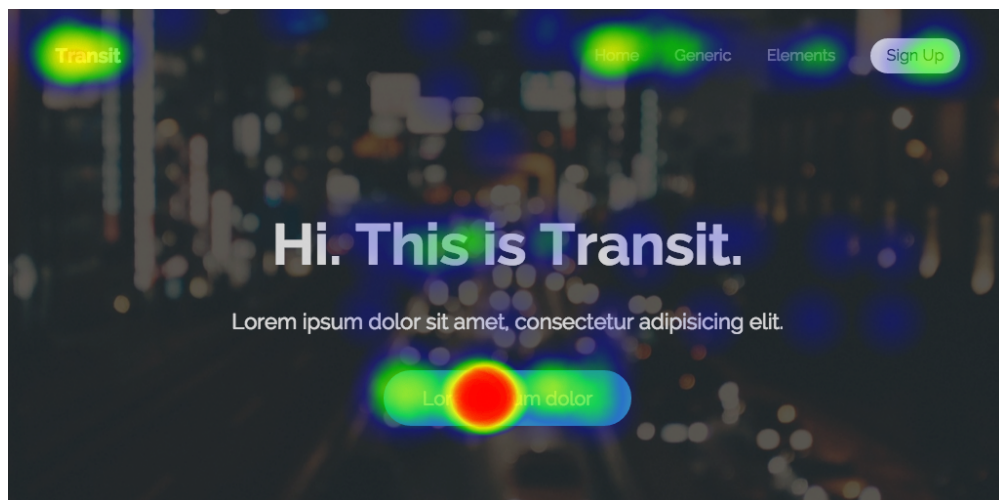 Transit
Home Generic Elements Sign Up
Hi. This is Transit.
Lorem ipsum dolor sit amet, consectetur adipisicing elit.
dolor